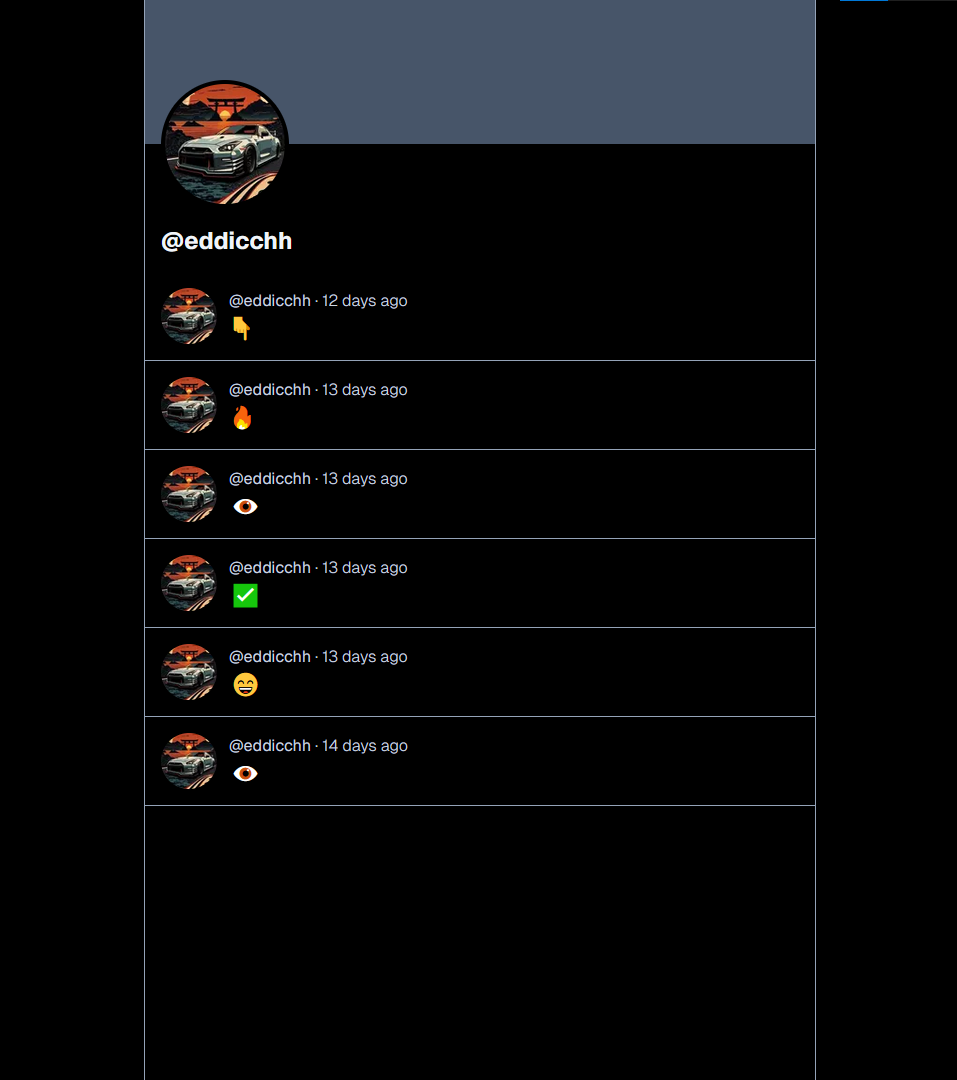 @eddicchh
@eddicchh · 12 days ago
👇
@eddicchh · 13 days ago
🔥
@eddicchh · 13 days ago
👁️
@eddicchh · 13 days ago
✅
@eddicchh · 13 days ago
😄
@eddicchh · 14 days ago
👁️